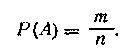 P(A) = m/n.